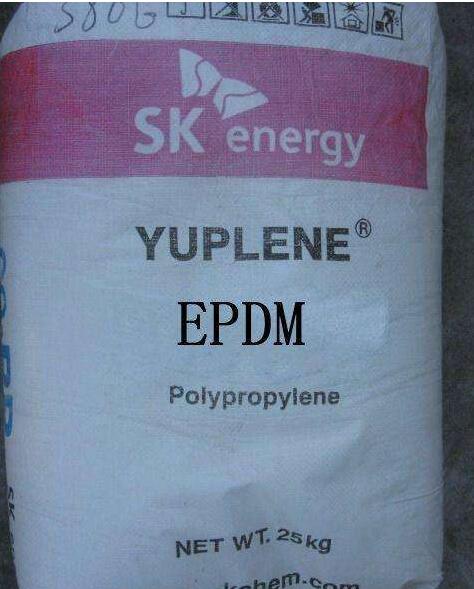 S80G
SK energy
YUPLENE®
EPDM
Polypropylene
NET WT. 25kg